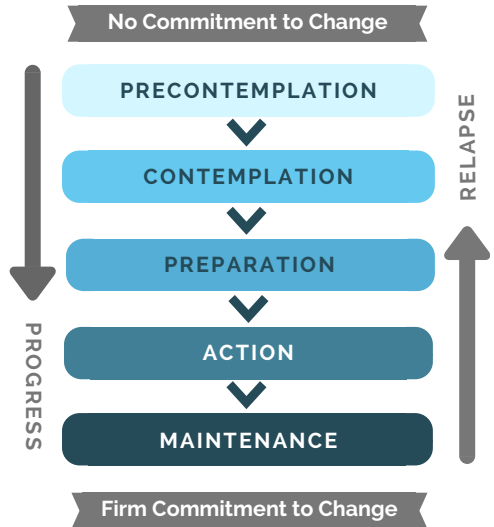 No Commitment to Change
PRECONTEMPLATION
CONTEMPLATION
PREPARATION
ACTION
MAINTENANCE
Firm Commitment to Change
PROGRESS
RELAPSE